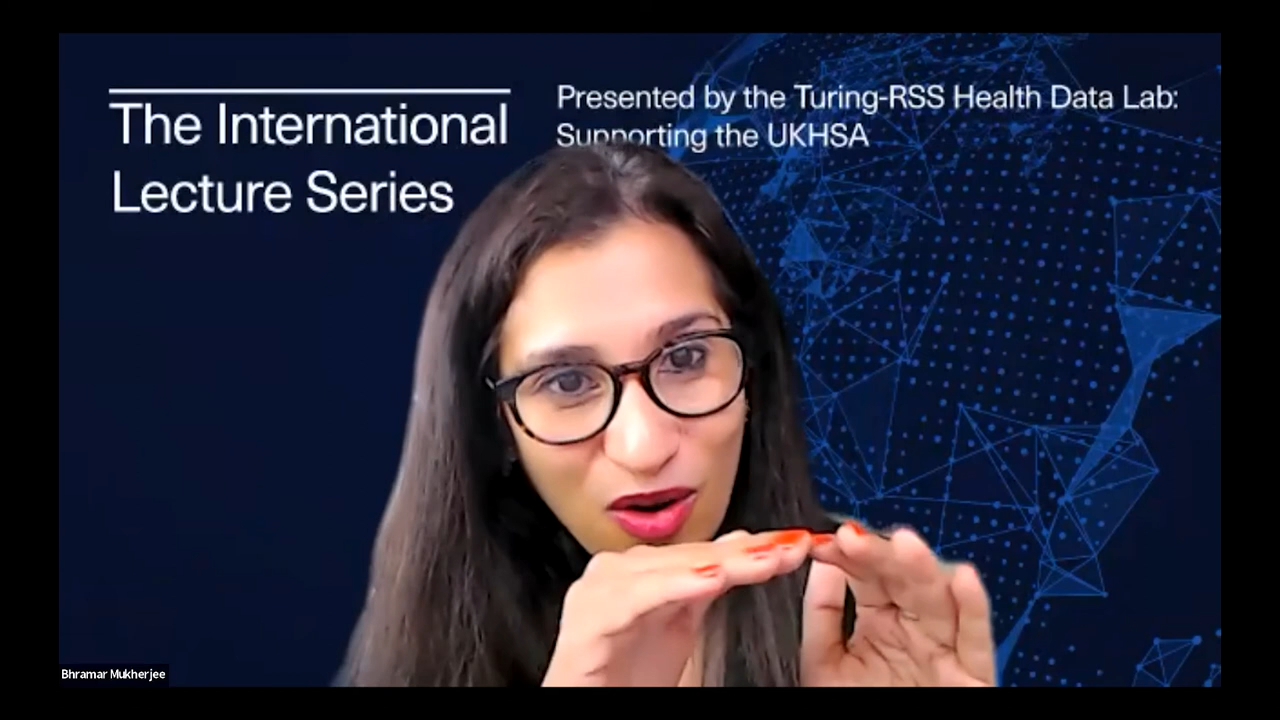 The International
Lecture Series
Presented by the Turing-RSS Health Data Lab:
Supporting the UKHSA
Bhramar Mukherjee